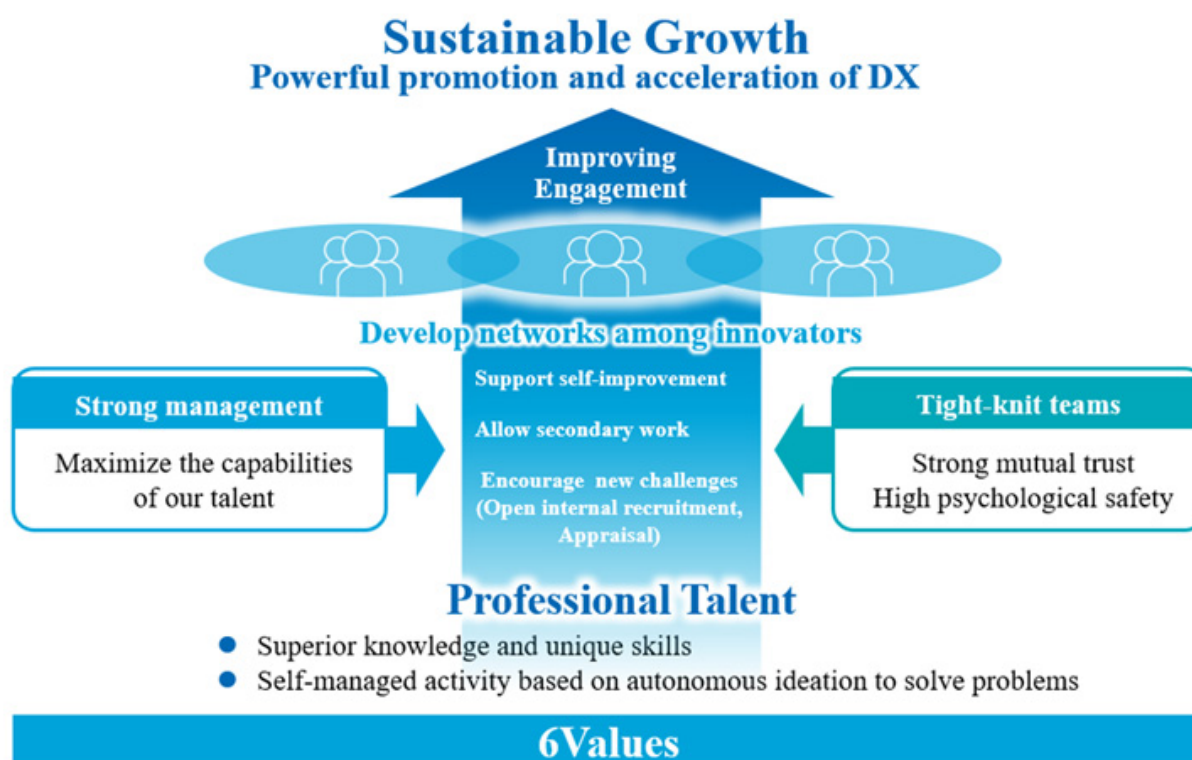 Sustainable Growth
Powerful promotion and acceleration of DX
Improving
Engagement
Develop networks among innovators
Strong management
Maximize the capabilities
of our talent
Support self-improvement
Allow secondary work
Encourage new challenges
(Open internal recruitment,
Appraisal)
Tight-knit teams
Strong mutual trust
High psychological safety
Professional Talent
● Superior knowledge and unique skills
● Self-managed activity based on autonomous ideation to solve problems
6Values